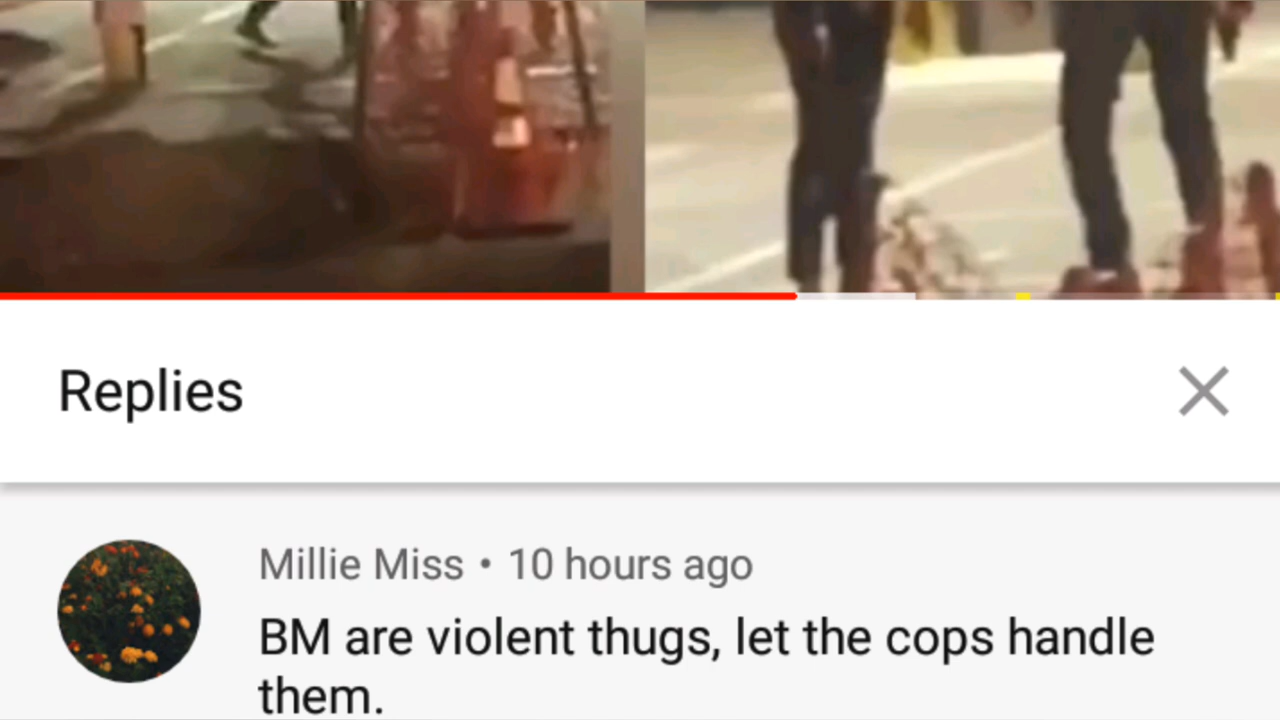 Replies
Millie Miss • 10 hours ago
BM are violent thugs, let the cops handle
them.